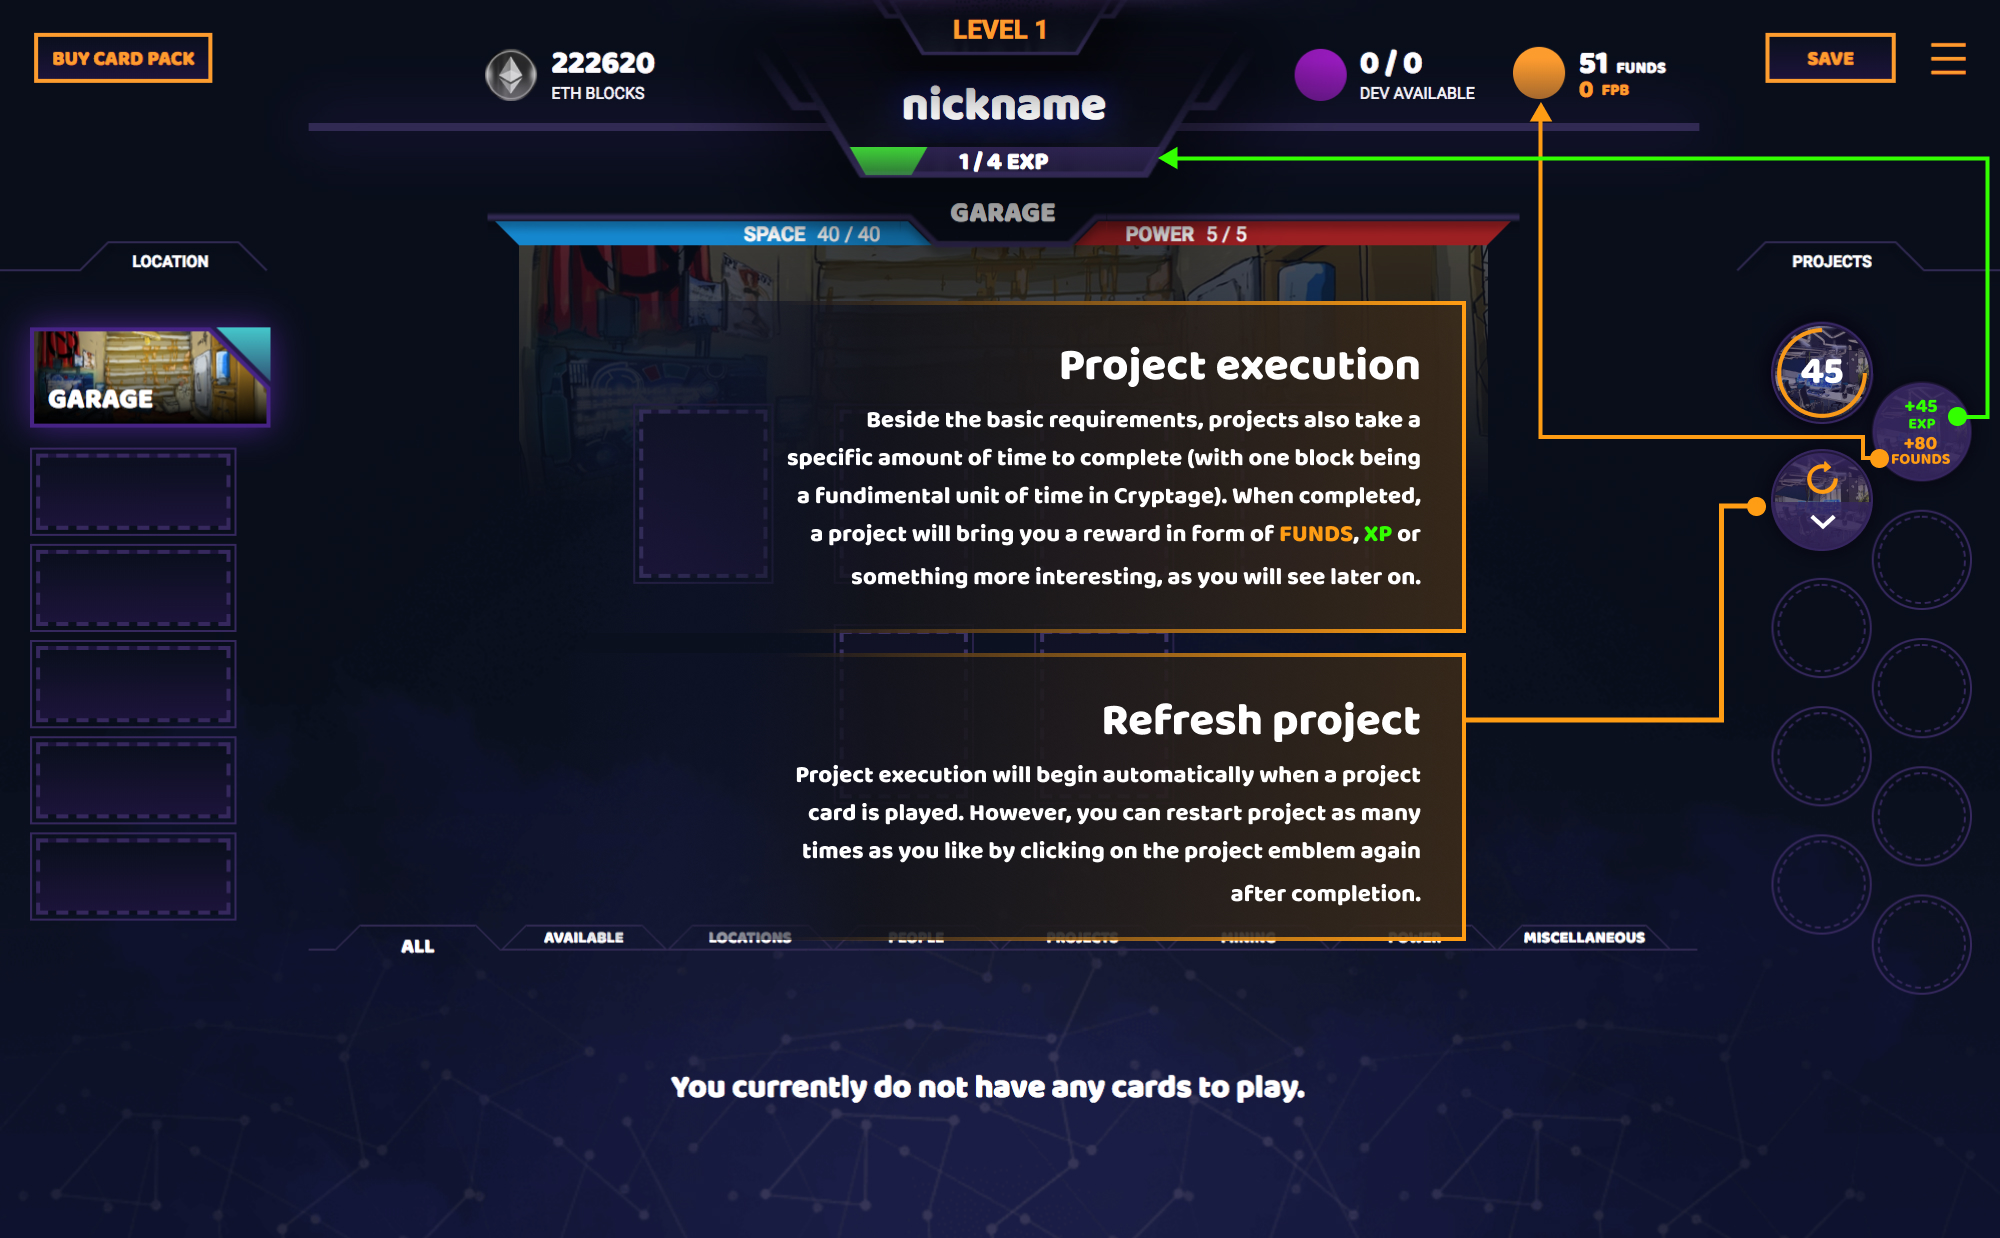 LEVEL 1
BUY CARD PACK
222620
ETH BLOCKS
nickname
0 / 0
DEV AVAILABLE
51 FUNDS
0 FPB
SAVE
1 / 4 EXP
GARAGE
SPACE 40 / 40
POWER 5 / 5
LOCATION
PROJECTS
GARAGE
45
+45
EXP
+80
FOUNDS
Project execution
Beside the basic requirements, projects also take a
specific amount of time to complete (with one block being
a fundimental unit of time in Cryptage). When completed,
a project will bring you a reward in form of FUNDS, XP or
something more interesting, as you will see later on.
Refresh project
Project execution will begin automatically when a project
card is played. However, you can restart project as many
times as you like by clicking on the project emblem again
after completion.
ALL
AVAILABLE
LOCATIONS
PEOPLE
PROJECTS
MINING
POWER
MISCELLANEOUS
You currently do not have any cards to play.